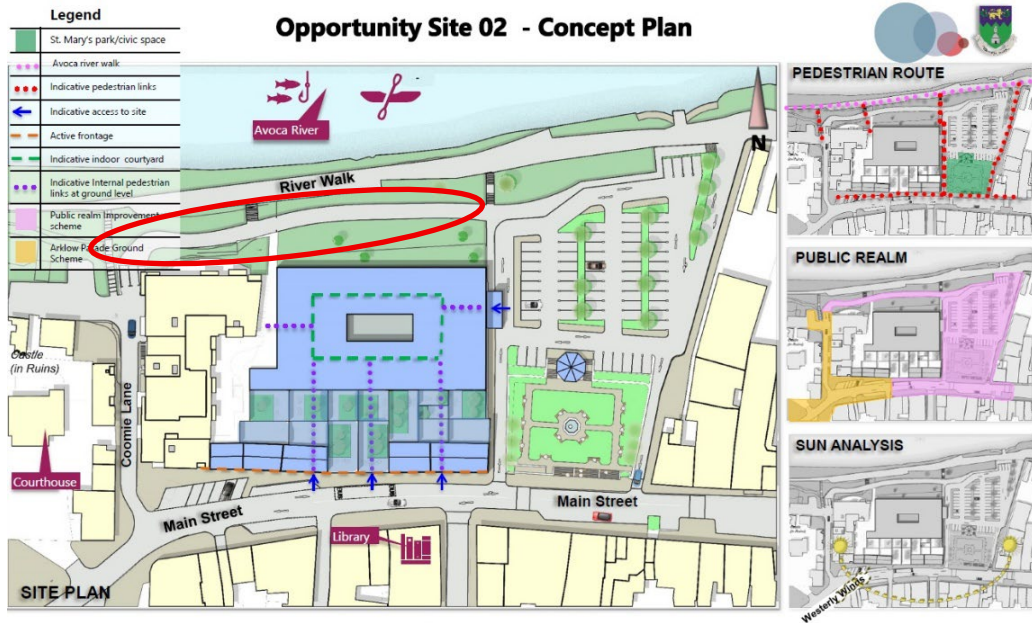 Opportunity Site 02 - Concept Plan
Legend
St. Mary's park/civic space
Avoca river walk
Indicative pedestrian links
Indicative access to site
Active frontage
Indicative indoor courtyard
Indicative Internal pedestrian
links at ground level
Public realm Improvement
scheme
Arklow Parade Ground
Scheme
Avoca River
N
River Walk
Castle
(in Ruins)
Coomie Lane
Courthouse
Main Street
Main Street
Library
SITE PLAN
PEDESTRIAN ROUTE
PUBLIC REALM
SUN ANALYSIS
Westerly Winds